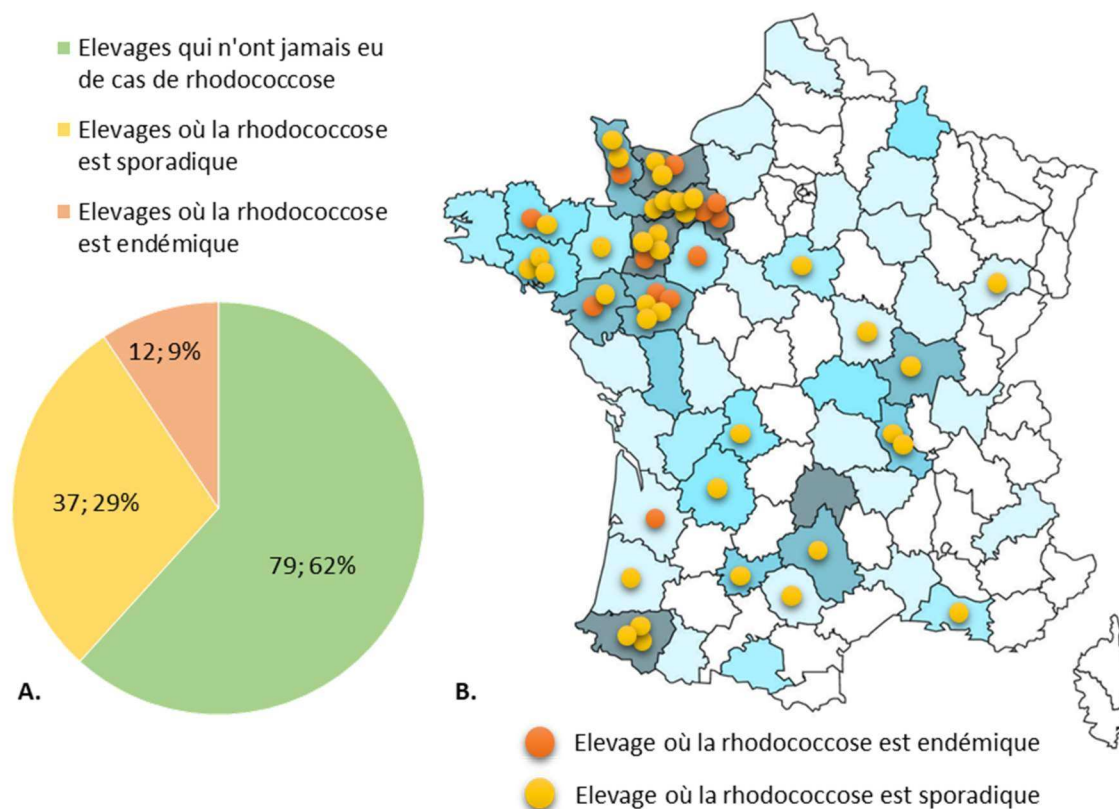 Elevages qui n'ont jamais eu
de cas de rhodococcose
Elevages où la rhodococcose
est sporadique
Elevages où la rhodococcose
est endémique
12; 9%
37; 29%
79; 62%
A.
B.
Elevage où la rhodococcose est endémique
Elevage où la rhodococcose est sporadique